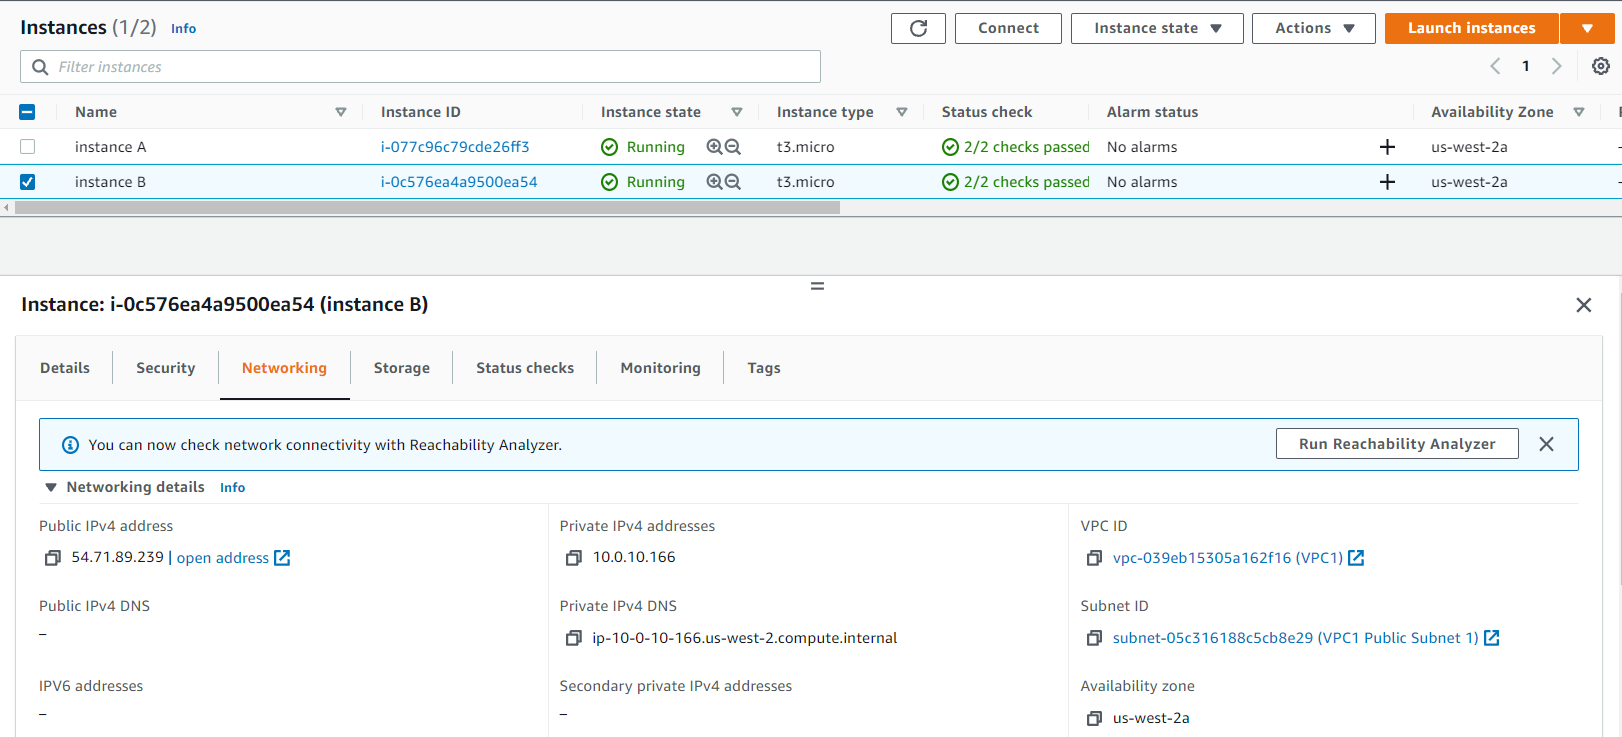 Instances (1/2) Info
Connect
Instance state
Actions
Launch instances
Filter instances
1
Name Instance ID Instance state Instance type Status check Alarm status Availability Zone
instance A i-077c96c79cde26ff3 Running t3.micro 2/2 checks passed No alarms + us-west-2a
instance B i-0c576ea4a9500ea54 Running t3.micro 2/2 checks passed No alarms + us-west-2a
Instance: i-0c576ea4a9500ea54 (instance B)
Details Security Networking Storage Status checks Monitoring Tags
You can now check network connectivity with Reachability Analyzer.
Run Reachability Analyzer
Networking details Info
Public IPv4 address
54.71.89.239 | open address
Private IPv4 addresses
10.0.10.166
VPC ID
vpc-039eb15305a162f16 (VPC1)
Public IPv4 DNS
–
Private IPv4 DNS
ip-10-0-10-166.us-west-2.compute.internal
Subnet ID
subnet-05c316188c5cb8e29 (VPC1 Public Subnet 1)
IPV6 addresses
–
Secondary private IPv4 addresses
–
Availability zone
us-west-2a